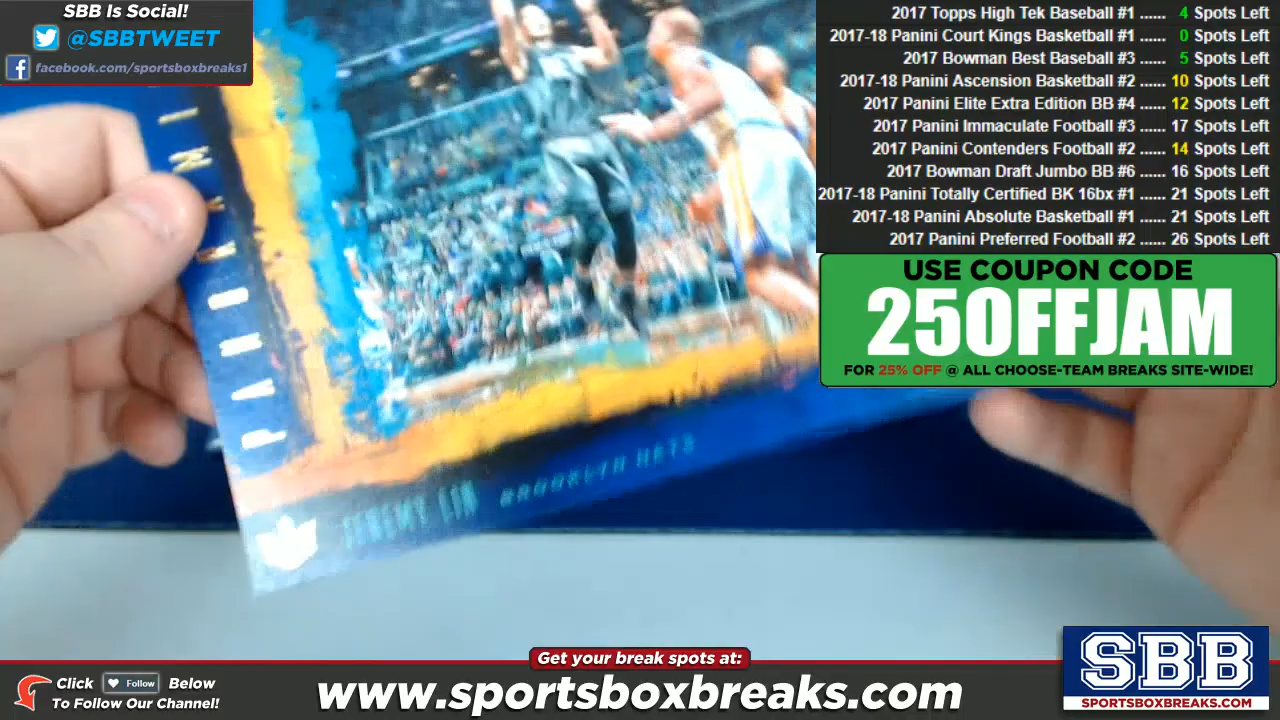 SBB Is Social!
@SBBTWEET
facebook.com/sportsboxbreaks1
2017 Topps High Tek Baseball #1 ...... 4 Spots Left
2017-18 Panini Court Kings Basketball #1 ...... 0 Spots Left
2017 Bowman Best Baseball #3 ...... 5 Spots Left
2017-18 Panini Ascension Basketball #2 ...... 10 Spots Left
2017 Panini Elite Extra Edition BB #4 ...... 12 Spots Left
2017 Panini Immaculate Football #3 ...... 17 Spots Left
2017 Panini Contenders Football #2 ...... 14 Spots Left
2017 Bowman Draft Jumbo BB #6 ...... 16 Spots Left
2017-18 Panini Totally Certified BK 16bx #1 ...... 21 Spots Left
2017-18 Panini Absolute Basketball #1 ...... 21 Spots Left
2017 Panini Preferred Football #2 ...... 26 Spots Left
USE COUPON CODE
25OFFJAM
FOR 25% OFF @ ALL CHOOSE-TEAM BREAKS SITE-WIDE!
PANORAMI
JEREMY LIN BROOKLYN NETS
Get your break spots at:
www.sportsboxbreaks.com
Click Follow Below
To Follow Our Channel!
SBB
SPORTSBOXBREAKS.COM